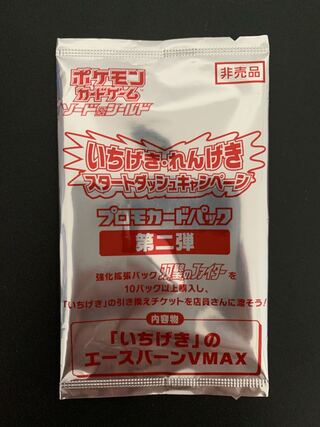 非売品
ポケモン
カードゲーム
ソード&シールド
いちげき・れんげき
スタートダッシュキャンペーン
プロモカードパック
第二弾
強化拡張パック 双璧のファイター を
10パック以上購入し、
「いちげき」の引き換えチケットを店員さんに渡そう!
内容物
「いちげき」の
エースバーンVMAX